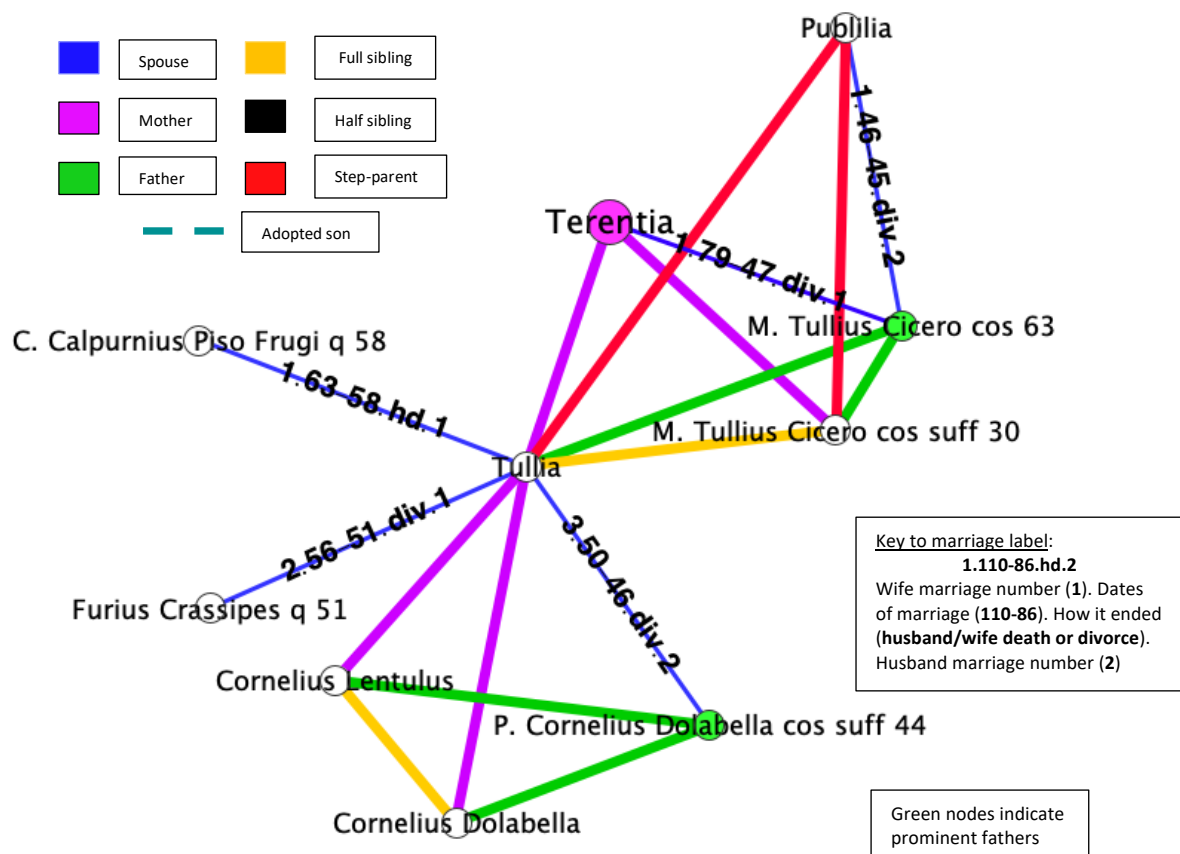 Publilia
Spouse
Full sibling
Mother
Half sibling
Father
Step-parent
Adopted son
1.46 45.div.2
Terentia
1.79 47.div.1
M. Tullius Cicero cos 63
C. Calpurnius Piso Frugi q 58
1.63 58.hd.1
M. Tullius Cicero cos suff 30
Tullia
2.56 51.div.1
3.50 46.div.2
Furius Crassipes q 51
Key to marriage label:
1.110-86.hd.2
Wife marriage number (1). Dates
of marriage (110-86). How it ended
(husband/wife death or divorce).
Husband marriage number (2)
Cornelius Lentulus
P. Cornelius Dolabella cos suff 44
Cornelius Dolabella
Green nodes indicate
prominent fathers